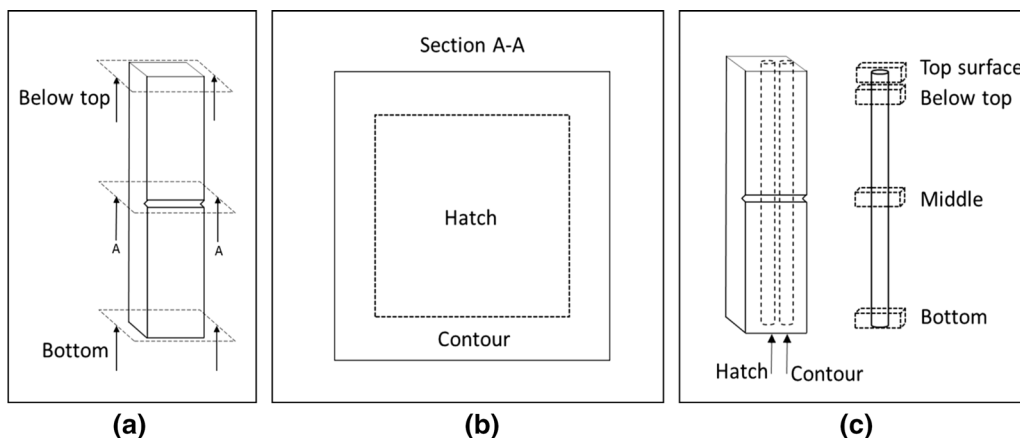 Below top
A
A
Bottom
(a)
Section A-A
Hatch
Contour
(b)
Top surface
Below top
Middle
Bottom
Hatch
Contour
(c)